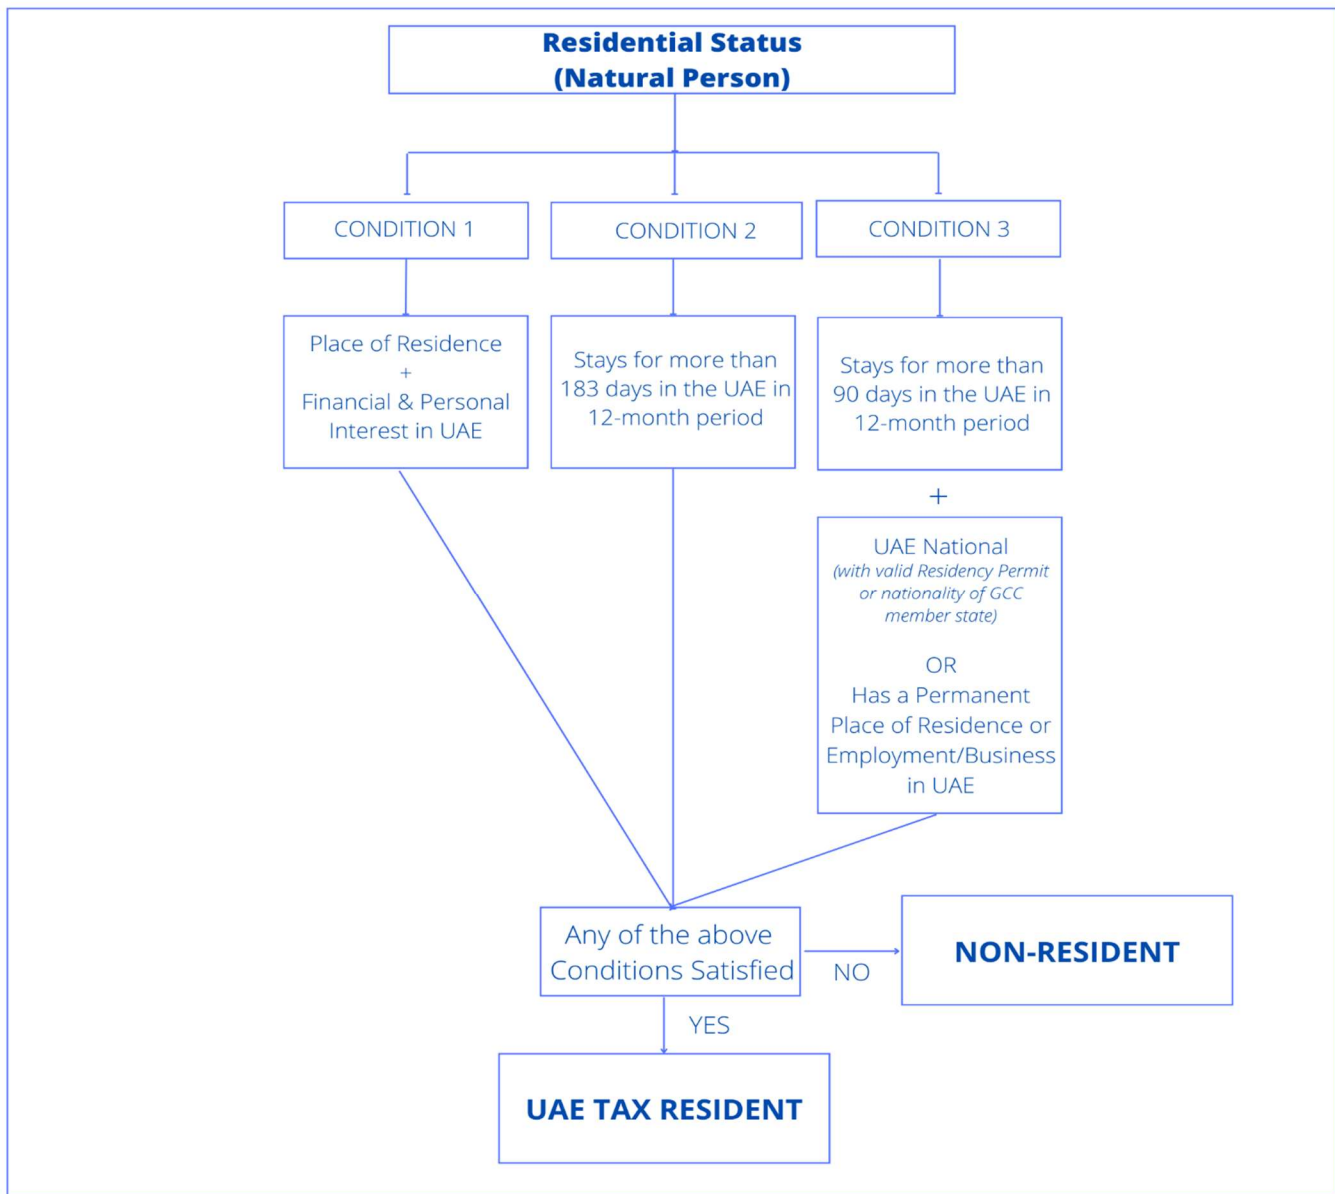 Residential Status
(Natural Person)
CONDITION 1
CONDITION 2
CONDITION 3
Place of Residence
+
Financial & Personal
Interest in UAE
Stays for more than
183 days in the UAE in
12-month period
Stays for more than
90 days in the UAE in
12-month period
+
UAE National
(with valid Residency Permit
or nationality of GCC
member state)
OR
Has a Permanent
Place of Residence or
Employment/Business
in UAE
Any of the above
Conditions Satisfied
NO
NON-RESIDENT
YES
UAE TAX RESIDENT